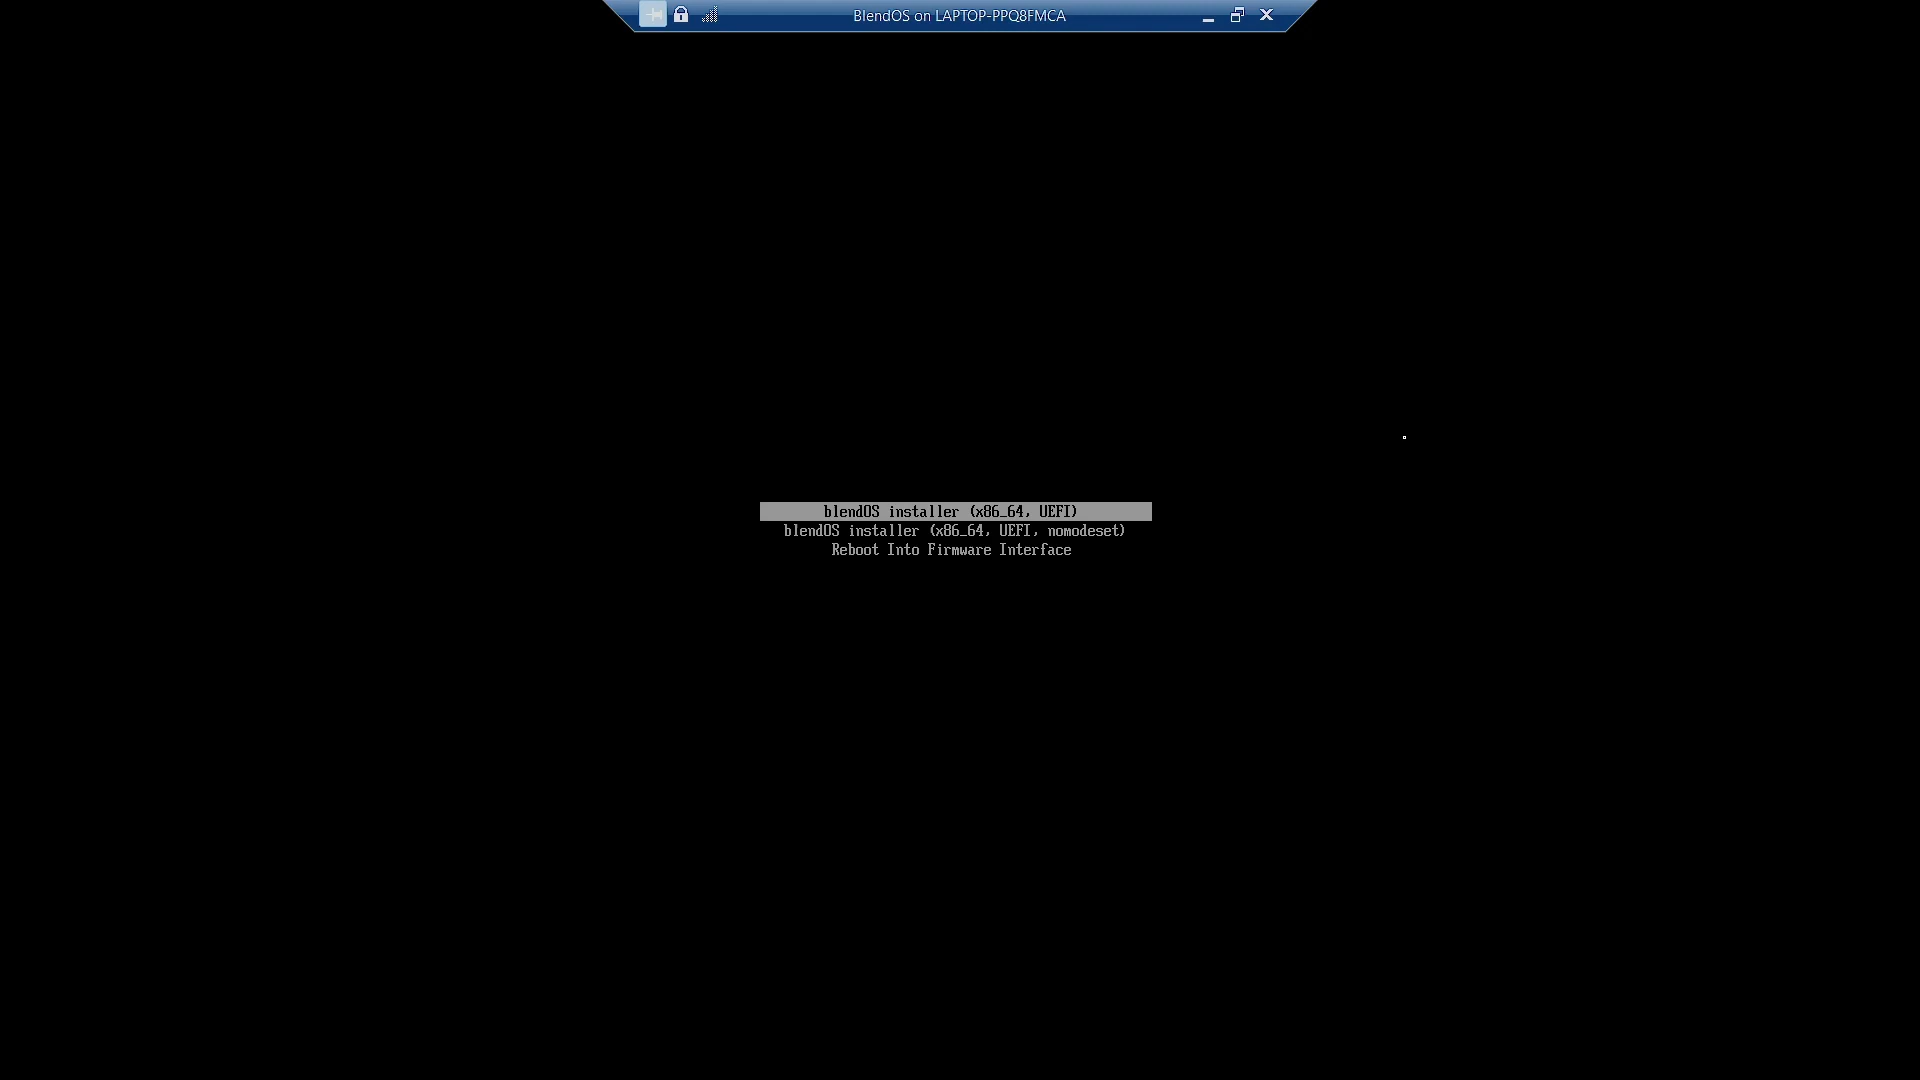 BlendOS on LAPTOP-PPQ8FMCA
blendOS installer (x86_64, UEFI)
blendOS installer (x86_64, UEFI, nomodeset)
Reboot Into Firmware Interface